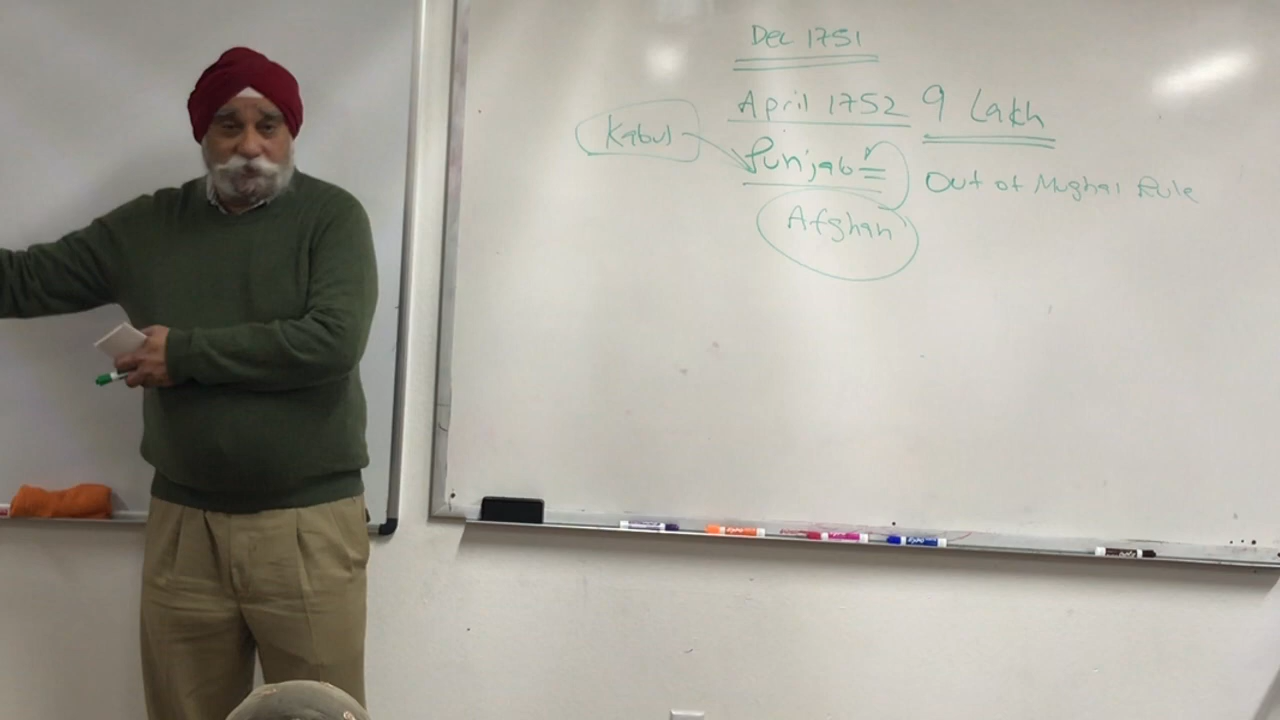 Dec 1751
April 1752 9 Lakh
Kabul Punjab
Out of Mughal Rule
Afghan